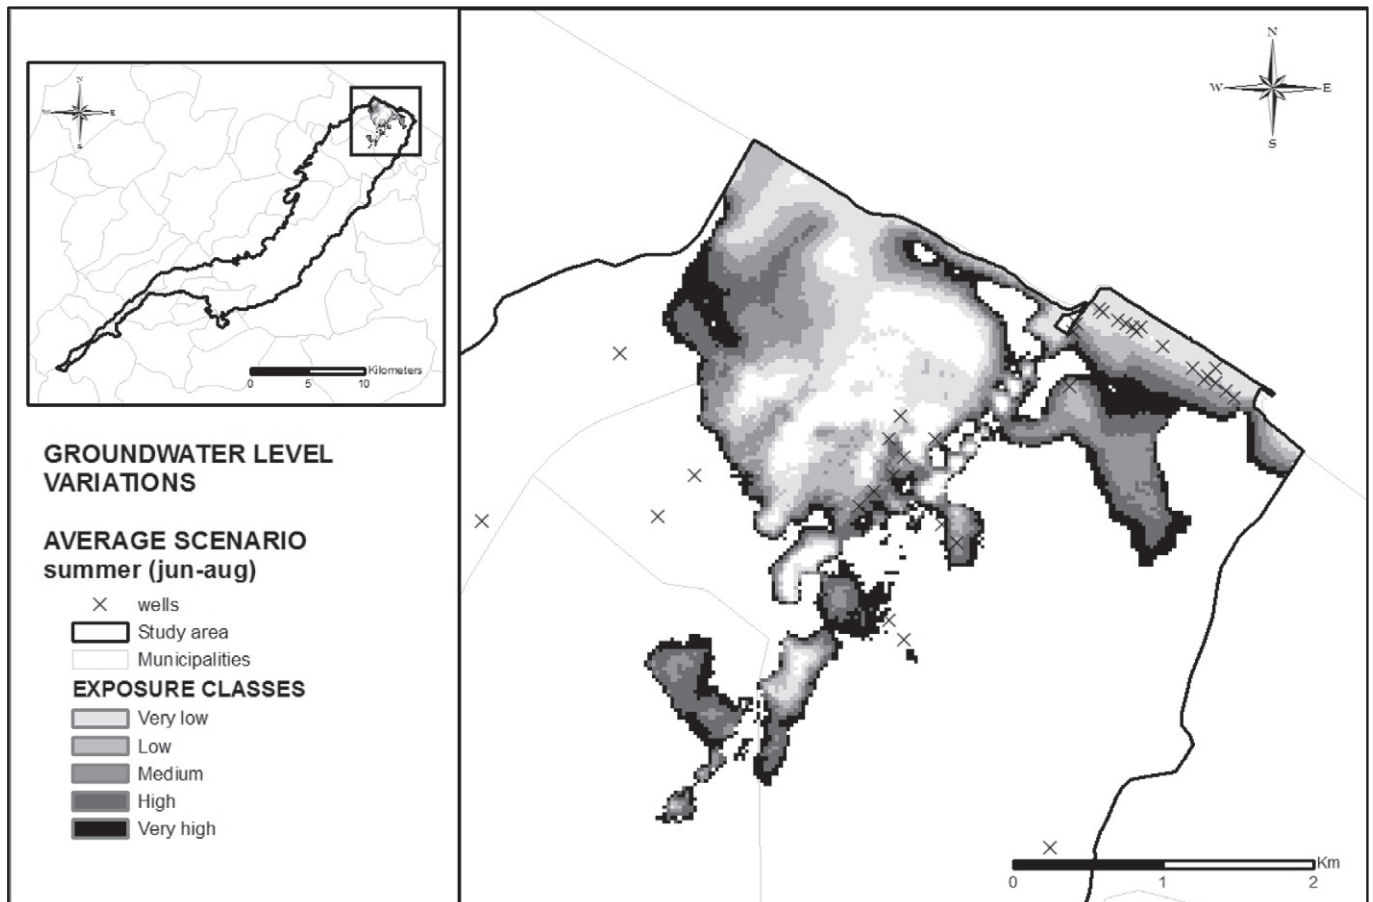 N
W
E
S
0
5
10
Kilometers
GROUNDWATER LEVEL
VARIATIONS
AVERAGE SCENARIO
summer (jun-aug)
wells
Study area
Municipalities
EXPOSURE CLASSES
Very low
Low
Medium
High
Very high
N
W
E
S
Km
0
1
2